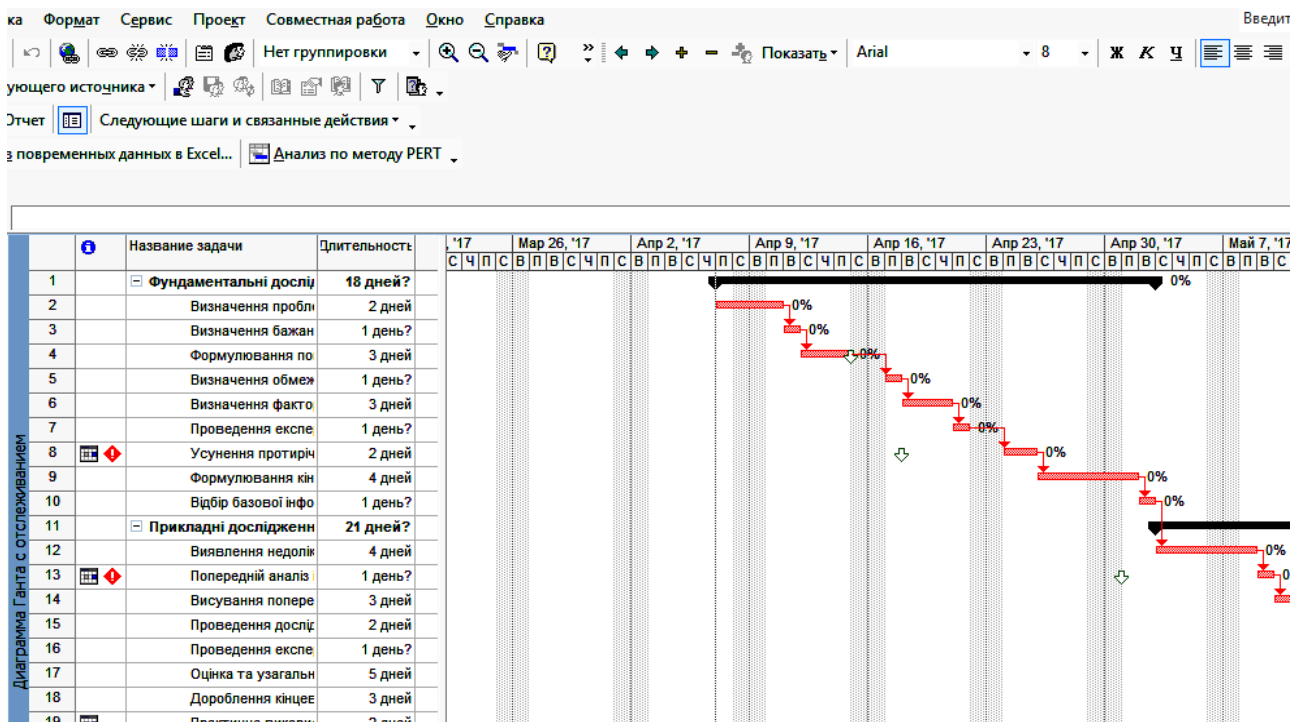 ка Формат Сервис Проект Совместная работа Окно Справка Введит
Нет группировки Показать Arial 8 Ж К Ч
ующего источника
Отчет Следующие шаги и связанные действия
з повременных данных в Excel... Анализ по методу PERT
Название задачи Длительность , '17 Мар 26, '17 Апр 2, '17 Апр 9, '17 Апр 16, '17 Апр 23, '17 Апр 30, '17 Май 7, '17
С Ч П С В П В С Ч П С В П В С Ч П С В П В С Ч П С В П В С Ч П С В П В С Ч П С В П В С Ч П С В П В С
1 Фундаментальні дослі 18 дней? 0%
2 Визначення пробл 2 дней 0%
3 Визначення бажан 1 день? 0%
4 Формулювання по 3 дней 0%
5 Визначення обмеж 1 день? 0%
6 Визначення факто 3 дней 0%
7 Проведення експе 1 день? 0%
8 Усунення протиріч 2 дней 0%
9 Формулювання кін 4 дней 0%
10 Відбір базової інфо 1 день? 0%
11 Прикладні дослідженн 21 дней?
12 Виявлення недолік 4 дней 0%
13 Попередній аналіз 1 день? 0
14 Висування попере 3 дней
15 Проведення дослід 2 дней
16 Проведення експе 1 день?
17 Оцінка та узагальн 5 дней
18 Дороблення кінцев 3 дней
19 2 дней
Диаграмма Ганта с отслеживанием